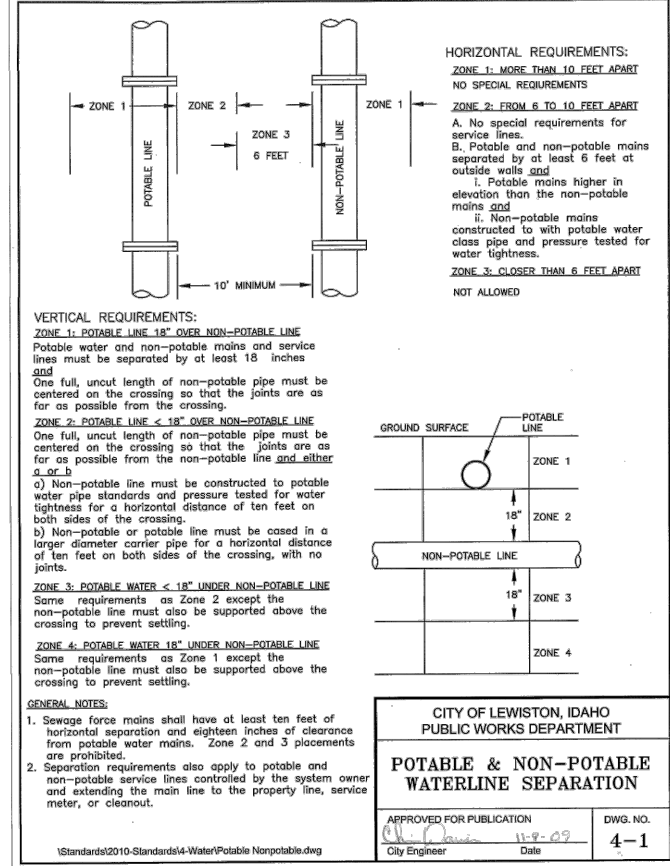 ZONE 1
ZONE 2
ZONE 3
6 FEET
ZONE 1
POTABLE LINE
NON-POTABLE LINE
10' MINIMUM
HORIZONTAL REQUIREMENTS:
ZONE 1: MORE THAN 10 FEET APART
NO SPECIAL REQIUREMENTS
ZONE 2: FROM 6 TO 10 FEET APART
A. No special requirements for
service lines.
B. Potable and non-potable mains
separated by at least 6 feet at
outside walls and
i. Potable mains higher in
elevation than the non-potable
mains and
ii. Non-potable mains
constructed to with potable water
class pipe and pressure tested for
water tightness.
ZONE 3: CLOSER THAN 6 FEET APART
NOT ALLOWED
VERTICAL REQUIREMENTS:
ZONE 1: POTABLE LINE 18" OVER NON-POTABLE LINE
Potable water and non-potable mains and service
lines must be separated by at least 18 inches
and
One full, uncut length of non-potable pipe must be
centered on the crossing so that the joints are as
far as possible from the crossing.
ZONE 2: POTABLE LINE < 18" OVER NON-POTABLE LINE
One full, uncut length of non-potable pipe must be
centered on the crossing so that the joints are as
far as possible from the non-potable line and either
a or b
a) Non-potable line must be constructed to potable
water pipe standards and pressure tested for water
tightness for a horizontal distance of ten feet on
both sides of the crossing.
b) Non-potable or potable line must be cased in a
larger diameter carrier pipe for a horizontal distance
of ten feet on both sides of the crossing, with no
joints.
ZONE 3: POTABLE WATER < 18" UNDER NON-POTABLE LINE
Same requirements as Zone 2 except the
non-potable line must also be supported above the
crossing to prevent settling.
ZONE 4: POTABLE WATER 18" UNDER NON-POTABLE LINE
Same requirements as Zone 1 except the
non-potable line must also be supported above the
crossing to prevent settling.
GENERAL NOTES:
1. Sewage force mains shall have at least ten feet of
horizontal separation and eighteen inches of clearance
from potable water mains. Zone 2 and 3 placements
are prohibited.
2. Separation requirements also apply to potable and
non-potable service lines controlled by the system owner
and extending the main line to the property line, service
meter, or cleanout.
\Standards\2010-Standards\4-Water\Potable Nonpotable.dwg
GROUND SURFACE
POTABLE
LINE
ZONE 1
18"
ZONE 2
NON-POTABLE LINE
18"
ZONE 3
ZONE 4
CITY OF LEWISTON, IDAHO
PUBLIC WORKS DEPARTMENT
POTABLE & NON-POTABLE
WATERLINE SEPARATION
APPROVED FOR PUBLICATION
11-9-09
City Engineer Date
DWG. NO.
4-1